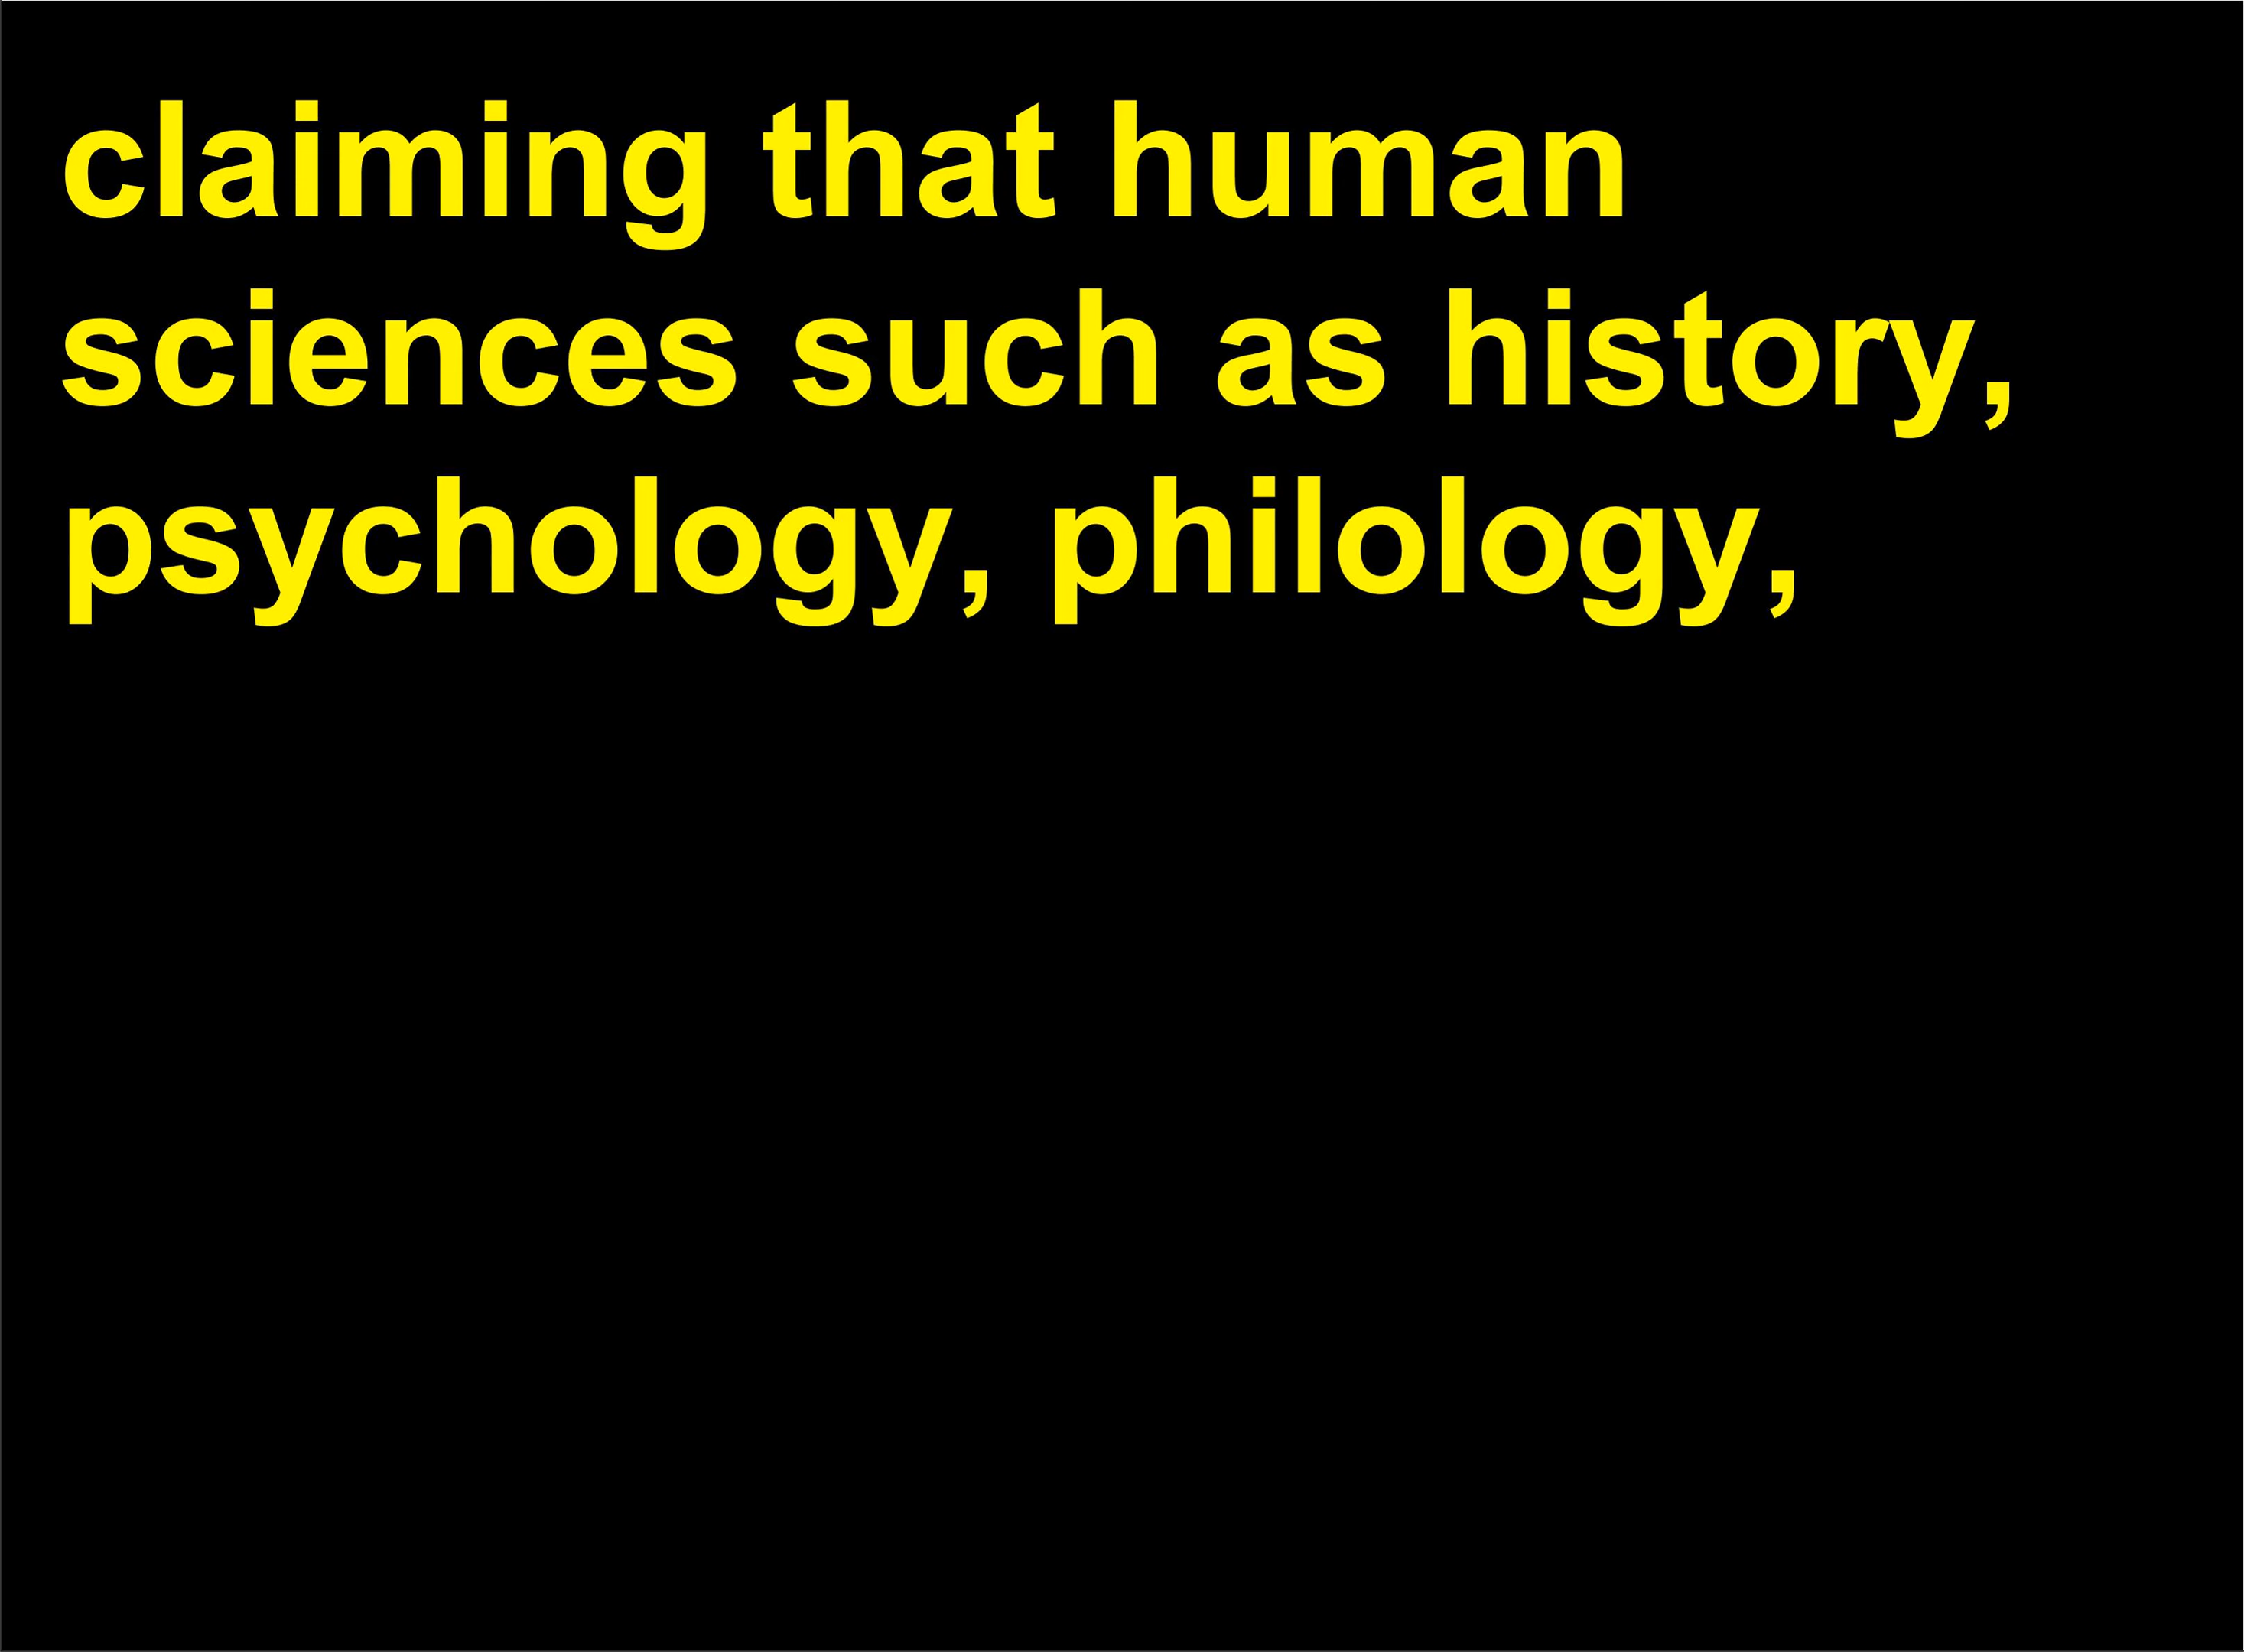 claiming that human
sciences such as history,
psychology, philology,